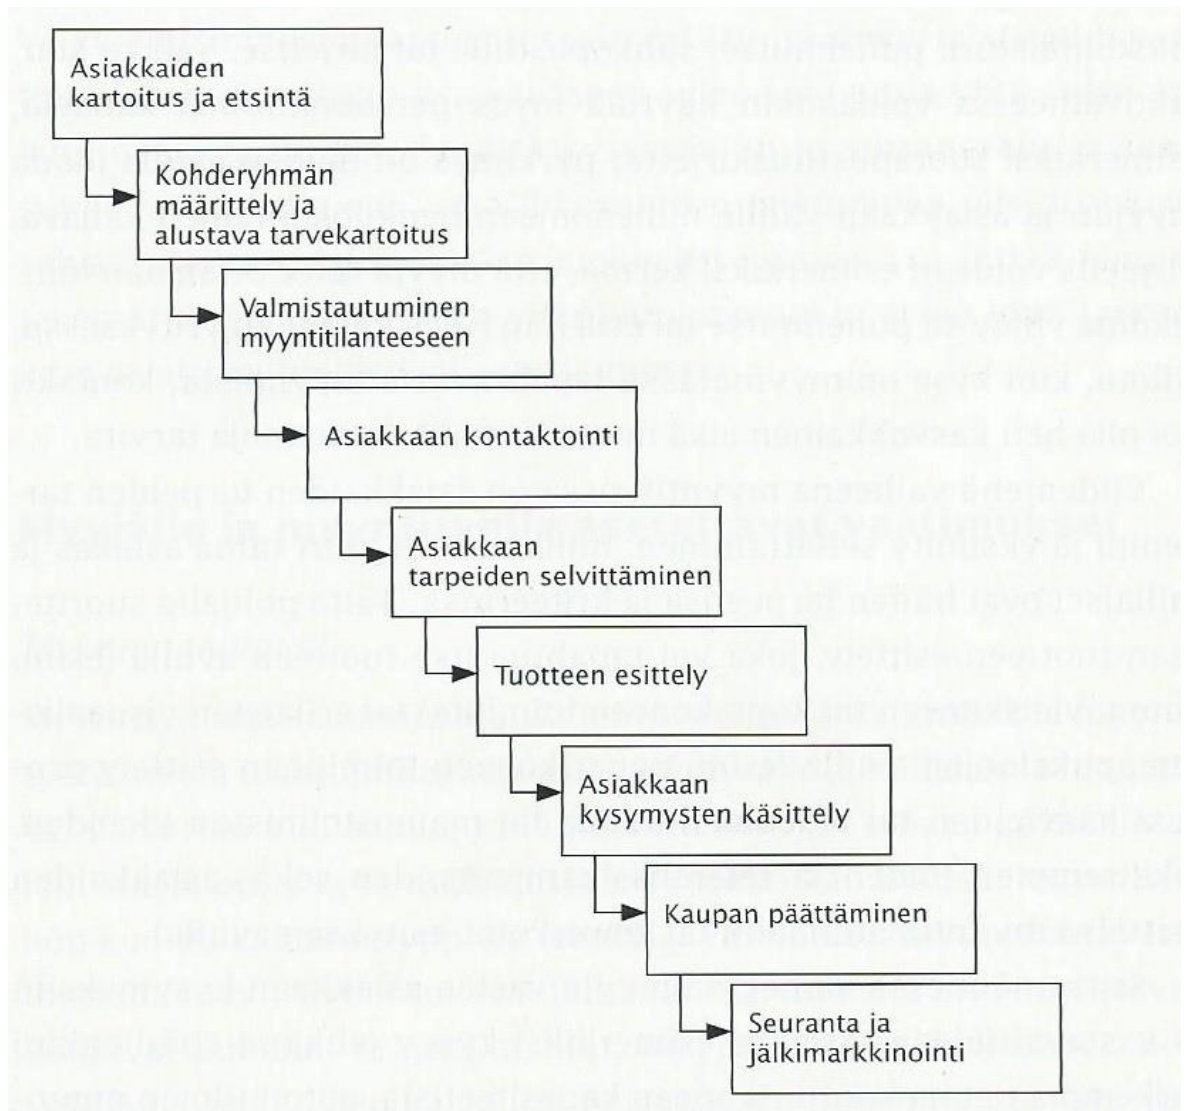 Asiakkaiden
kartoitus ja etsintä
Kohderyhmän
määrittely ja
alustava tarvekartoitus
Valmistautuminen
myyntitilanteeseen
Asiakkaan kontaktointi
Asiakkaan
tarpeiden selvittäminen
Tuotteen esittely
Asiakkaan
kysymysten käsittely
Kaupan päättäminen
Seuranta ja
jälkimarkkinointi